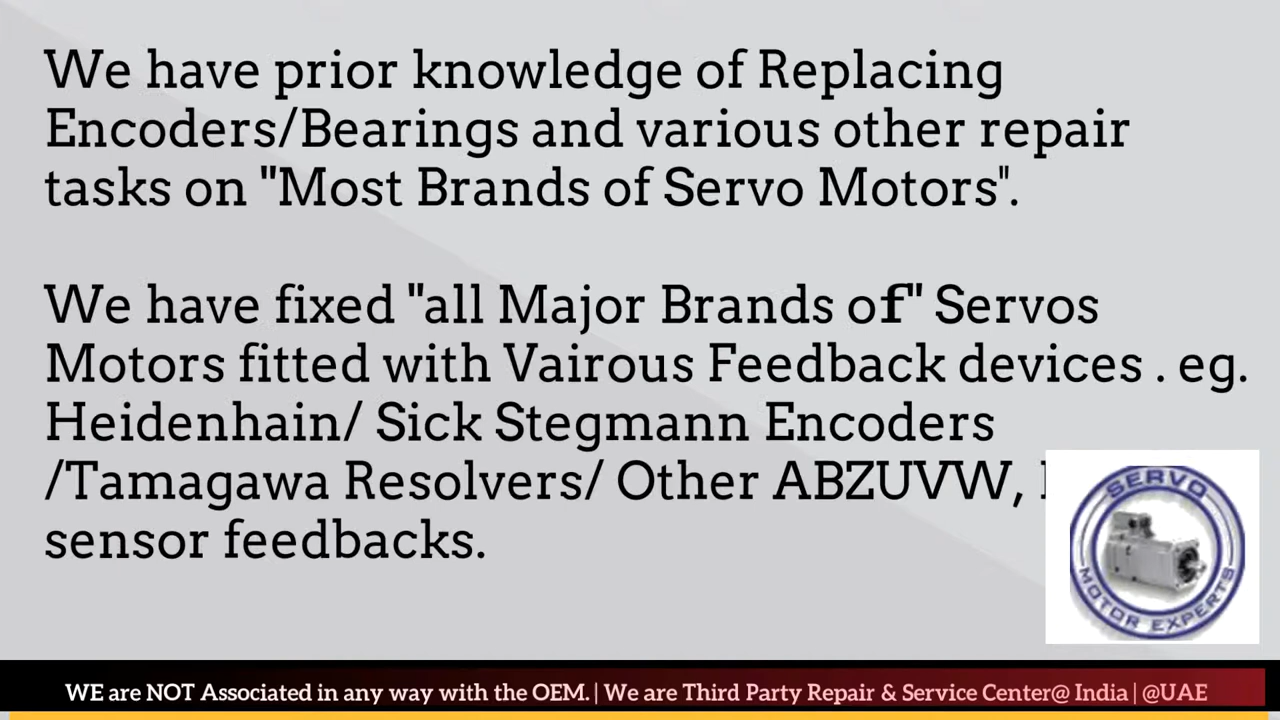 We have prior knowledge of Replacing
Encoders/Bearings and various other repair
tasks on "Most Brands of Servo Motors".
We have fixed "all Major Brands of" Servos
Motors fitted with Vairous Feedback devices . eg.
Heidenhain/ Sick Stegmann Encoders
/Tamagawa Resolvers/ Other ABZUVW,
sensor feedbacks.
SERVO
MOTOR EXPERTS
WE are NOT Associated in any way with the OEM. | We are Third Party Repair & Service Center@ India | @UAE